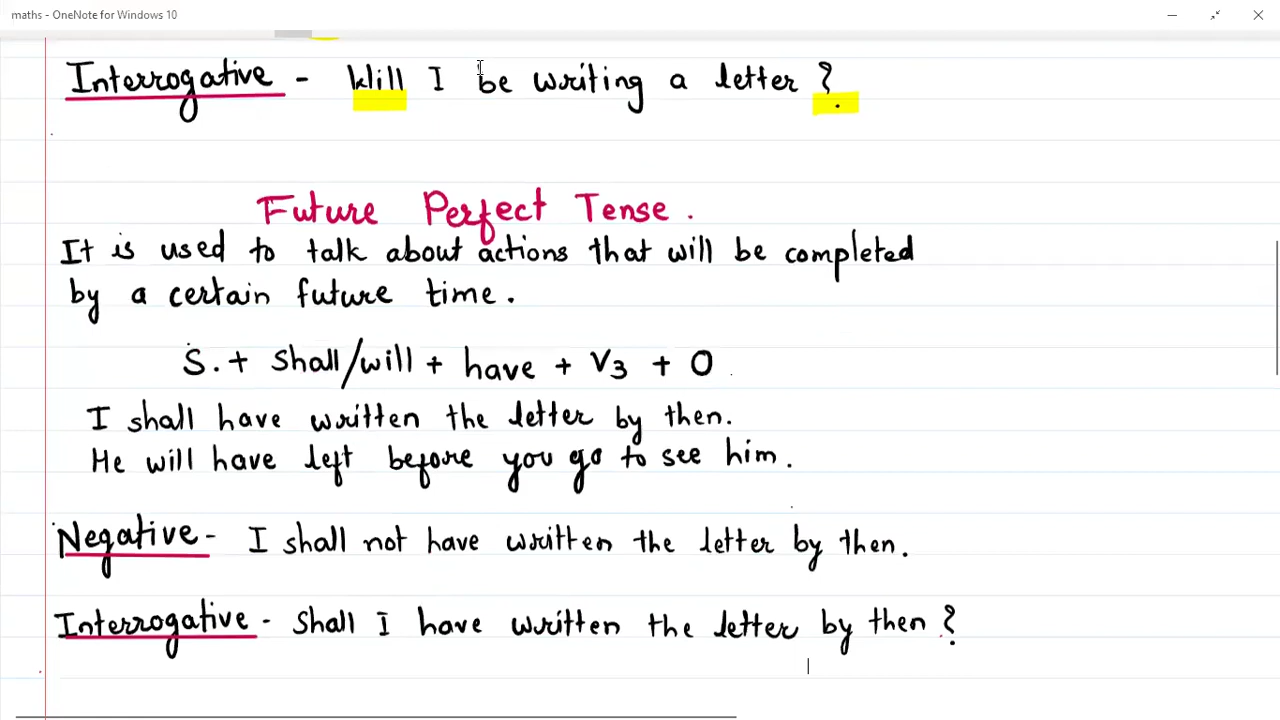 maths - OneNote for Windows 10
Interrogative - Will I be writing a letter ?
Future Perfect Tense.
It is used to talk about actions that will be completed
by a certain future time.
S. + Shall/will + have + V3 + O
I shall have written the letter by then.
He will have left before you go to see him.
Negative - I shall not have written the letter by then.
Interrogative - Shall I have written the letter by then ?